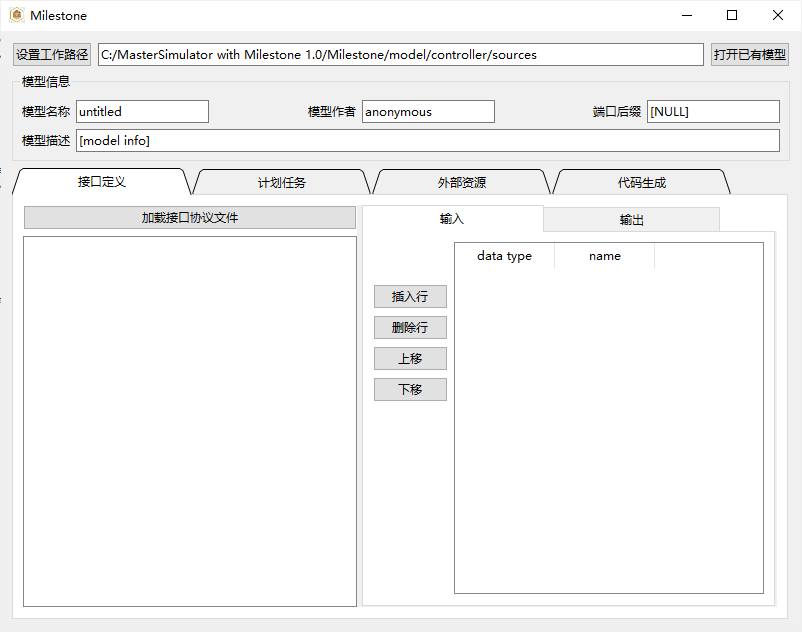 Milestone
设置工作路径 C:/MasterSimulator with Milestone 1.0/Milestone/model/controller/sources 打开已有模型
模型信息
模型名称 untitled 模型作者 anonymous 端口后缀 [NULL]
模型描述 [model info]
接口定义 计划任务 外部资源 代码生成
加载接口协议文件 输入 输出
data type name
插入行
删除行
上移
下移